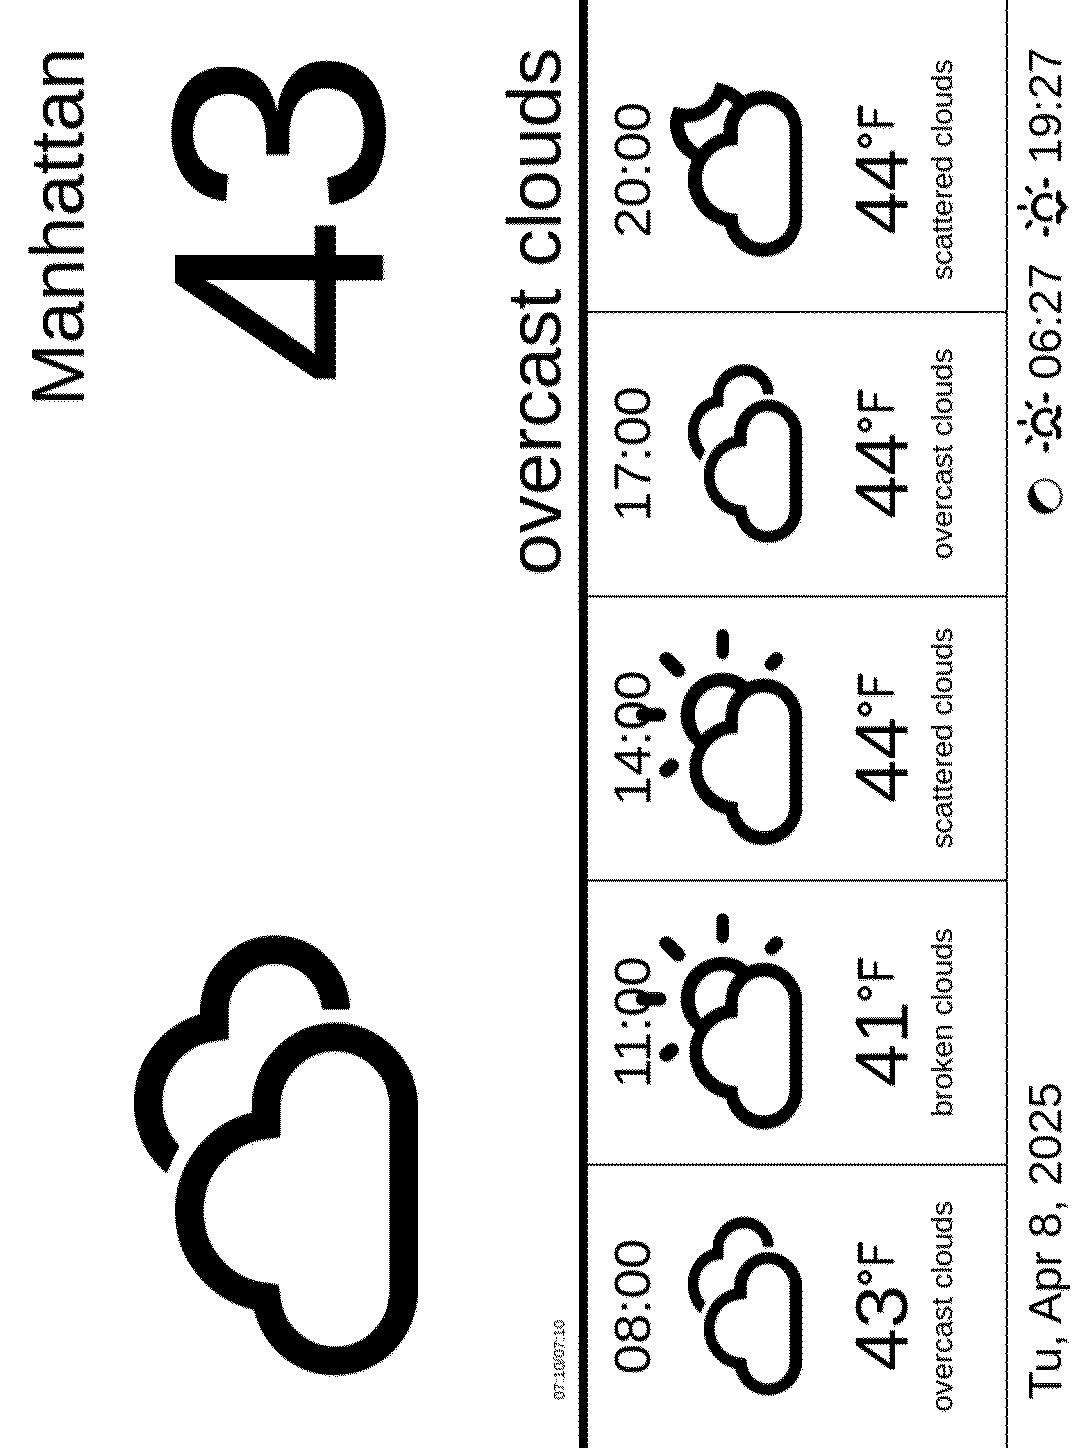 Manhattan
43
overcast clouds
07:10/07:10
08:00 11:00 14:00 17:00 20:00
43°F 41°F 44°F 44°F 44°F
overcast clouds broken clouds scattered clouds overcast clouds scattered clouds
Tu, Apr 8, 2025 06:27 19:27